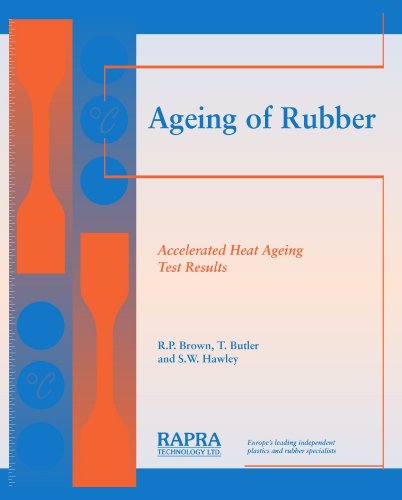 °C
Ageing of Rubber
Accelerated Heat Ageing
Test Results
R.P. Brown, T. Butler
and S.W. Hawley
°C
RAPRA
TECHNOLOGY LTD.
Europe's leading independent
plastics and rubber specialists